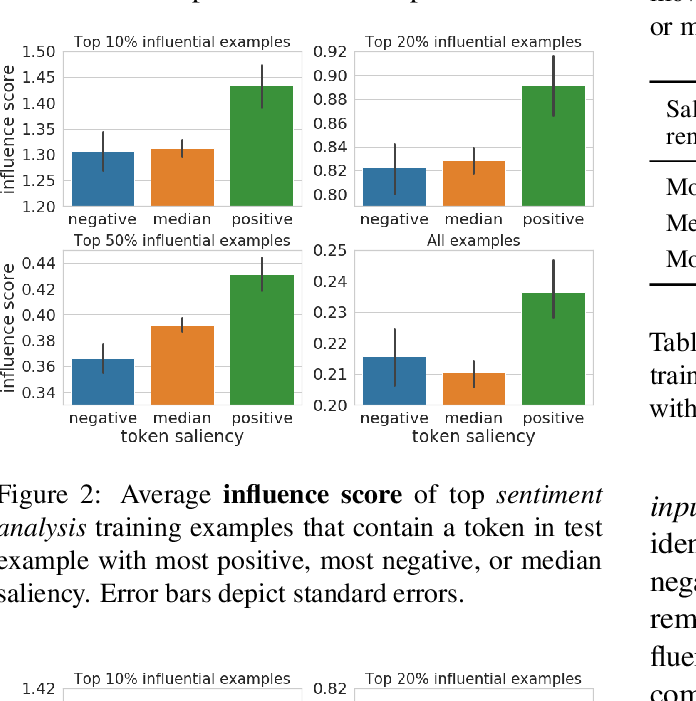 Top 10% influential examples
Top 20% influential examples
influence score
1.50
1.45
1.40
1.35
1.30
1.25
1.20
0.92
0.90
0.88
0.86
0.84
0.82
0.80
negative median positive
negative median positive
Top 50% influential examples
All examples
influence score
0.44
0.42
0.40
0.38
0.36
0.34
0.25
0.24
0.23
0.22
0.21
0.20
negative median positive
negative median positive
token saliency
token saliency
Figure 2: Average influence score of top sentiment
analysis training examples that contain a token in test
example with most positive, most negative, or median
saliency. Error bars depict standard errors.
Top 10% influential examples
Top 20% influential examples
1.42
0.82
or m
Sal
ren
Mo
Me
Mo
Tabl
train
with
inpu
iden
nega
rem
fluen
com